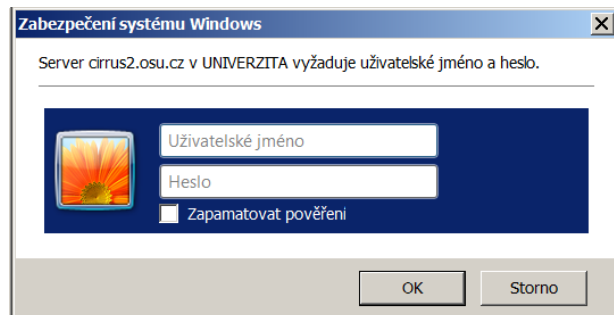 Zabezpečení systému Windows
Server cirrus2.osu.cz v UNIVERZITA vyžaduje uživatelské jméno a heslo.
Uživatelské jméno
Heslo
Zapamatovat pověření
OK
Storno